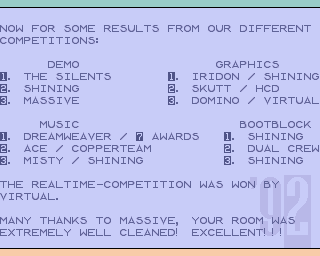 NOW FOR SOME RESULTS FROM OUR DIFFERENT
COMPETITIONS:
DEMO GRAPHICS
1. THE SILENTS 1. IRIDON / SHINING
2. SHINING 2. SKUTT / HCD
3. MASSIVE 3. DOMINO / VIRTUAL
MUSIC BOOTBLOCK
1. DREAMWEAVER / 7 AWARDS 1. SHINING
2. ACE / COPPERTEAM 2. DUAL CREW
3. MISTY / SHINING 3. SHINING
THE REALTIME-COMPETITION WAS WON BY
VIRTUAL.
MANY THANKS TO MASSIVE, YOUR ROOM WAS
EXTREMELY WELL CLEANED! EXCELLENT!!!
'92